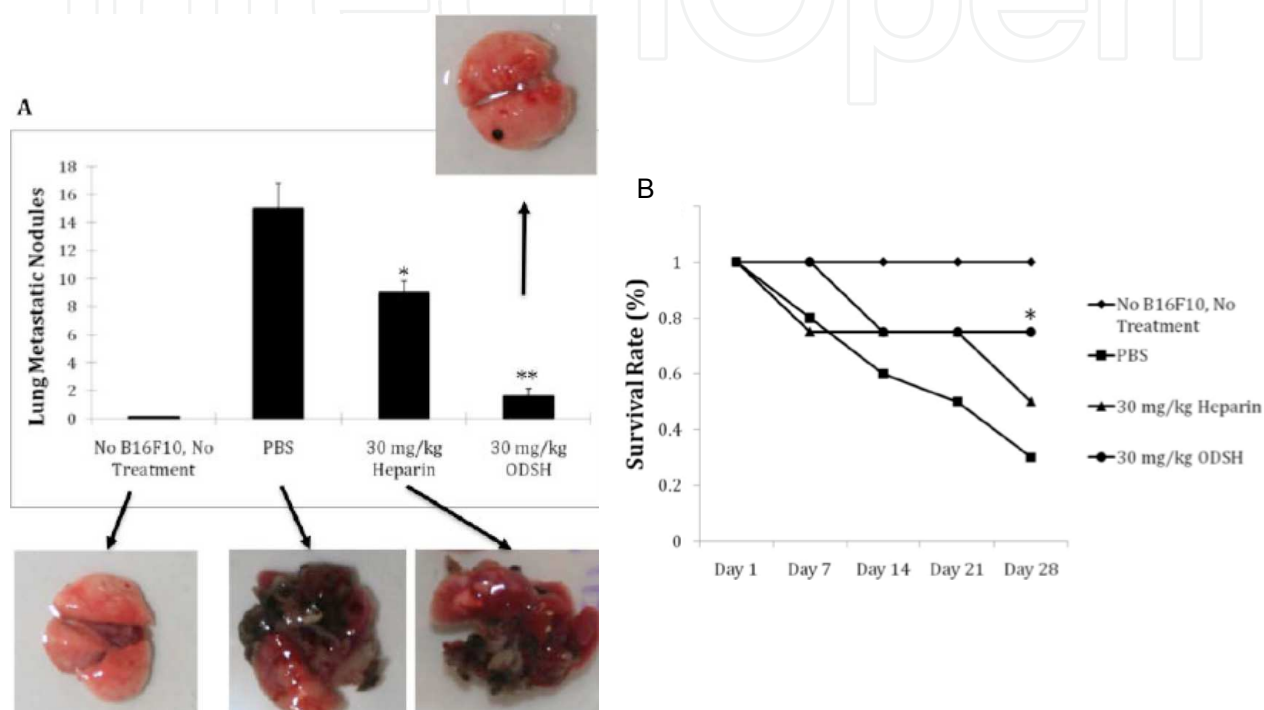 A
18
16
14
12
10
8
6
4
2
0
Lung Metastatic Nodules
*
**
No B16F10, No
Treatment
PBS
30 mg/kg
Heparin
30 mg/kg
ODSH
B
1
0.8
0.6
0.4
0.2
0
Survival Rate (%)
*
Day 1 Day 7 Day 14 Day 21 Day 28
No B16F10, No
Treatment
PBS
30 mg/kg Heparin
30 mg/kg ODSH